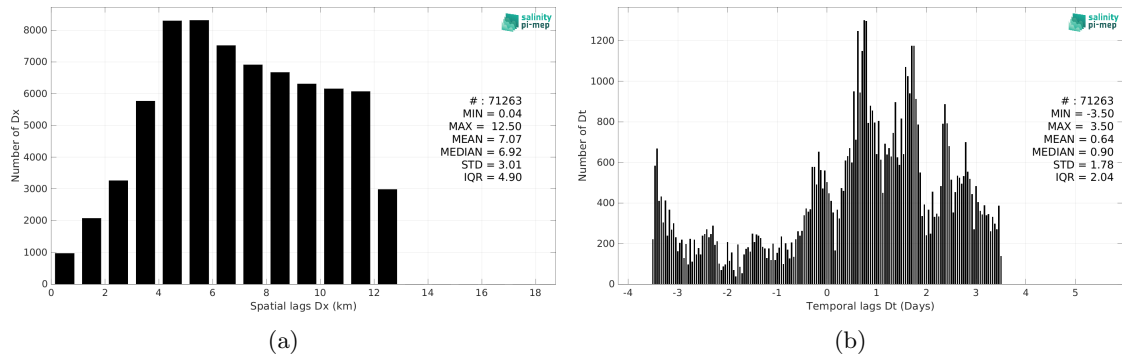 salinity
pi-mep
8000
7000
6000
5000
4000
3000
2000
1000
0
Number of Dx
# : 71263
MIN = 0.04
MAX = 12.50
MEAN = 7.07
MEDIAN = 6.92
STD = 3.01
IQR = 4.90
0 2 4 6 8 10 12 14 16 18
Spatial lags Dx (km)
(a)
salinity
pi-mep
1200
1000
800
600
400
200
0
Number of Dt
# : 71263
MIN = -3.50
MAX = 3.50
MEAN = 0.64
MEDIAN = 0.90
STD = 1.78
IQR = 2.04
-4 -3 -2 -1 0 1 2 3 4 5
Temporal lags Dt (Days)
(b)